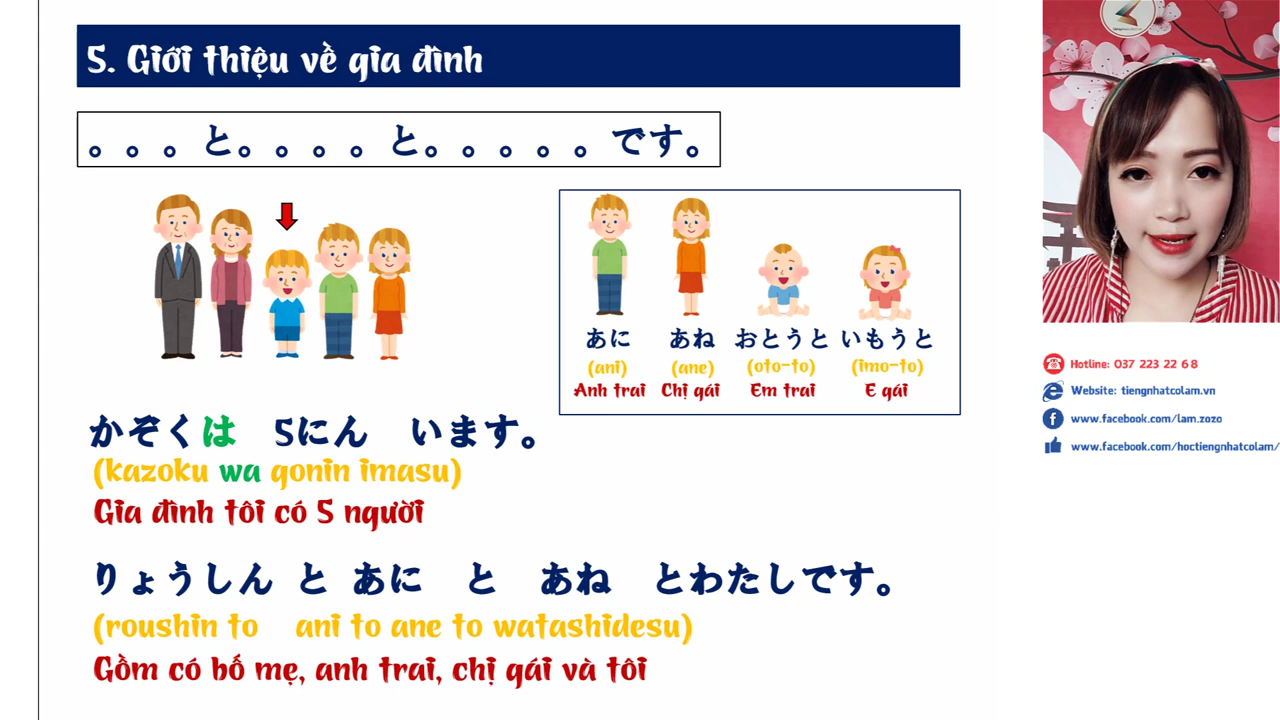 5. Giới thiệu về gia đình
。。。と。。。。と。。。。。です。
あに あね おとうと いもうと
(ani) (ane) (oto-to) (imo-to)
Anh trai Chị gái Em trai E gái
かぞくは 5にん います。
(kazoku wa gonin imasu)
Gia đình tôi có 5 người
りょうしん と あに と あね とわたしです。
(roushin to ani to ane to watashidesu)
Gồm có bố mẹ, anh trai, chị gái và tôi
Hotline: 037 223 22 68
Website: tiengnhatcolam.vn
www.facebook.com/lam.zozo
www.facebook.com/hoctiengnhatcolam/